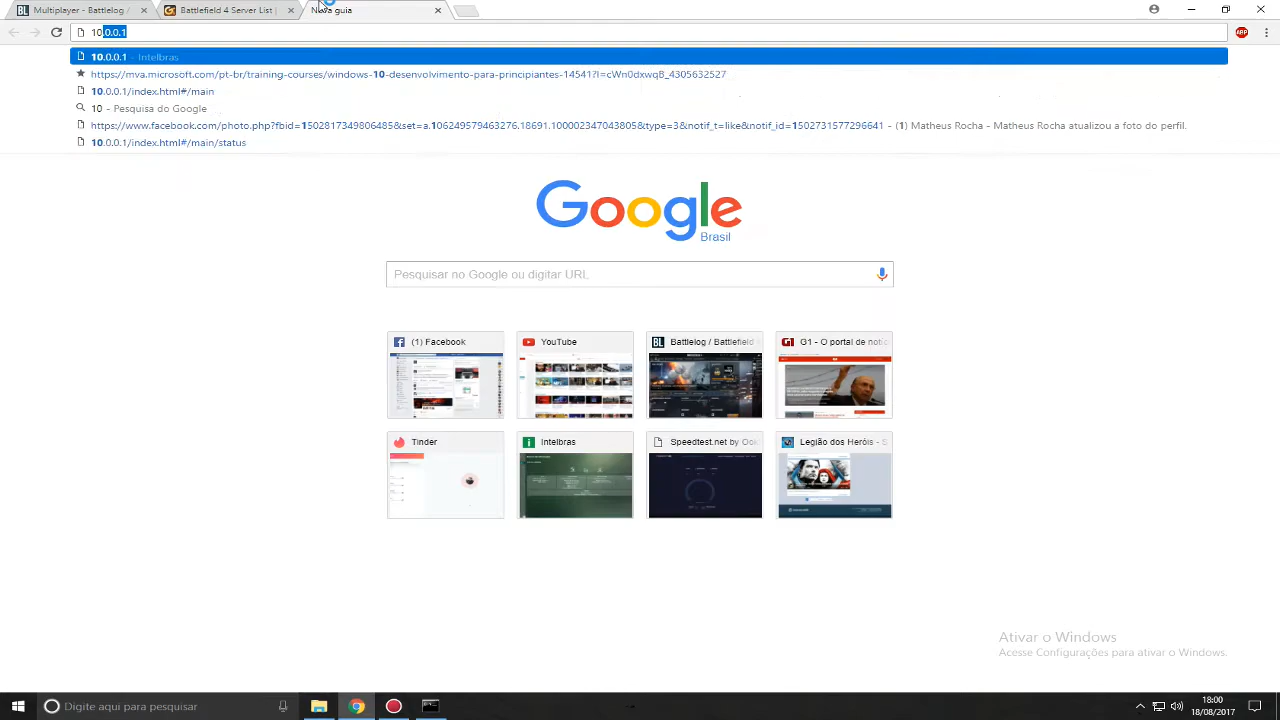 Multiplayer - Battlelog /
Battlefield 4 Server List |
Nova guia
10.0.0.1
10.0.0.1 - Intelbras
https://mva.microsoft.com/pt-br/training-courses/windows-10-desenvolvimento-para-principiantes-14541?l=cWn0dxwqB_4305632527
10.0.0.1/index.html#/main
10 - Pesquisa do Google
https://www.facebook.com/photo.php?fbid=1502817349806485&set=a.106249579463276.18691.100002347043805&type=3&notif_t=like&notif_id=1502731577296641 - (1) Matheus Rocha - Matheus Rocha atualizou a foto do perfil.
10.0.0.1/index.html#/main/status
Google
Brasil
Pesquisar no Google ou digitar URL
(1) Facebook
YouTube
Battlelog / Battlefield
G1 - O portal de notíc
Tinder
Intelbras
Speedtest.net by Ook
Legião dos Heróis - S
Ativar o Windows
Acesse Configurações para ativar o Windows.
Digite aqui para pesquisar
18:00
18/08/2017